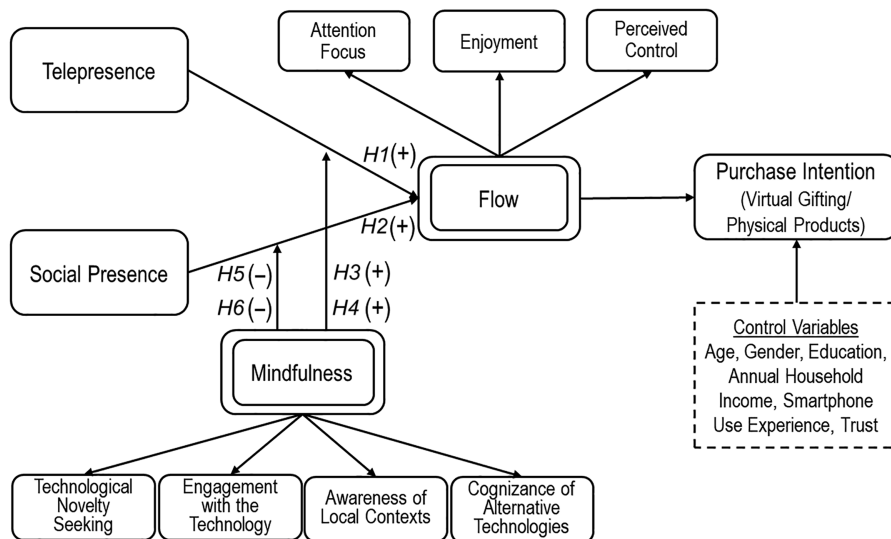 Attention
Focus
Enjoyment
Perceived
Control
Telepresence
H1(+)
Flow
Purchase Intention
(Virtual Gifting/
Physical Products)
H2(+)
Social Presence
H5(–)
H3(+)
H6(–)
H4(+)
Mindfulness
Control Variables
Age, Gender, Education,
Annual Household
Income, Smartphone
Use Experience, Trust
Technological
Novelty
Seeking
Engagement
with the
Technology
Awareness of
Local Contexts
Cognizance of
Alternative
Technologies